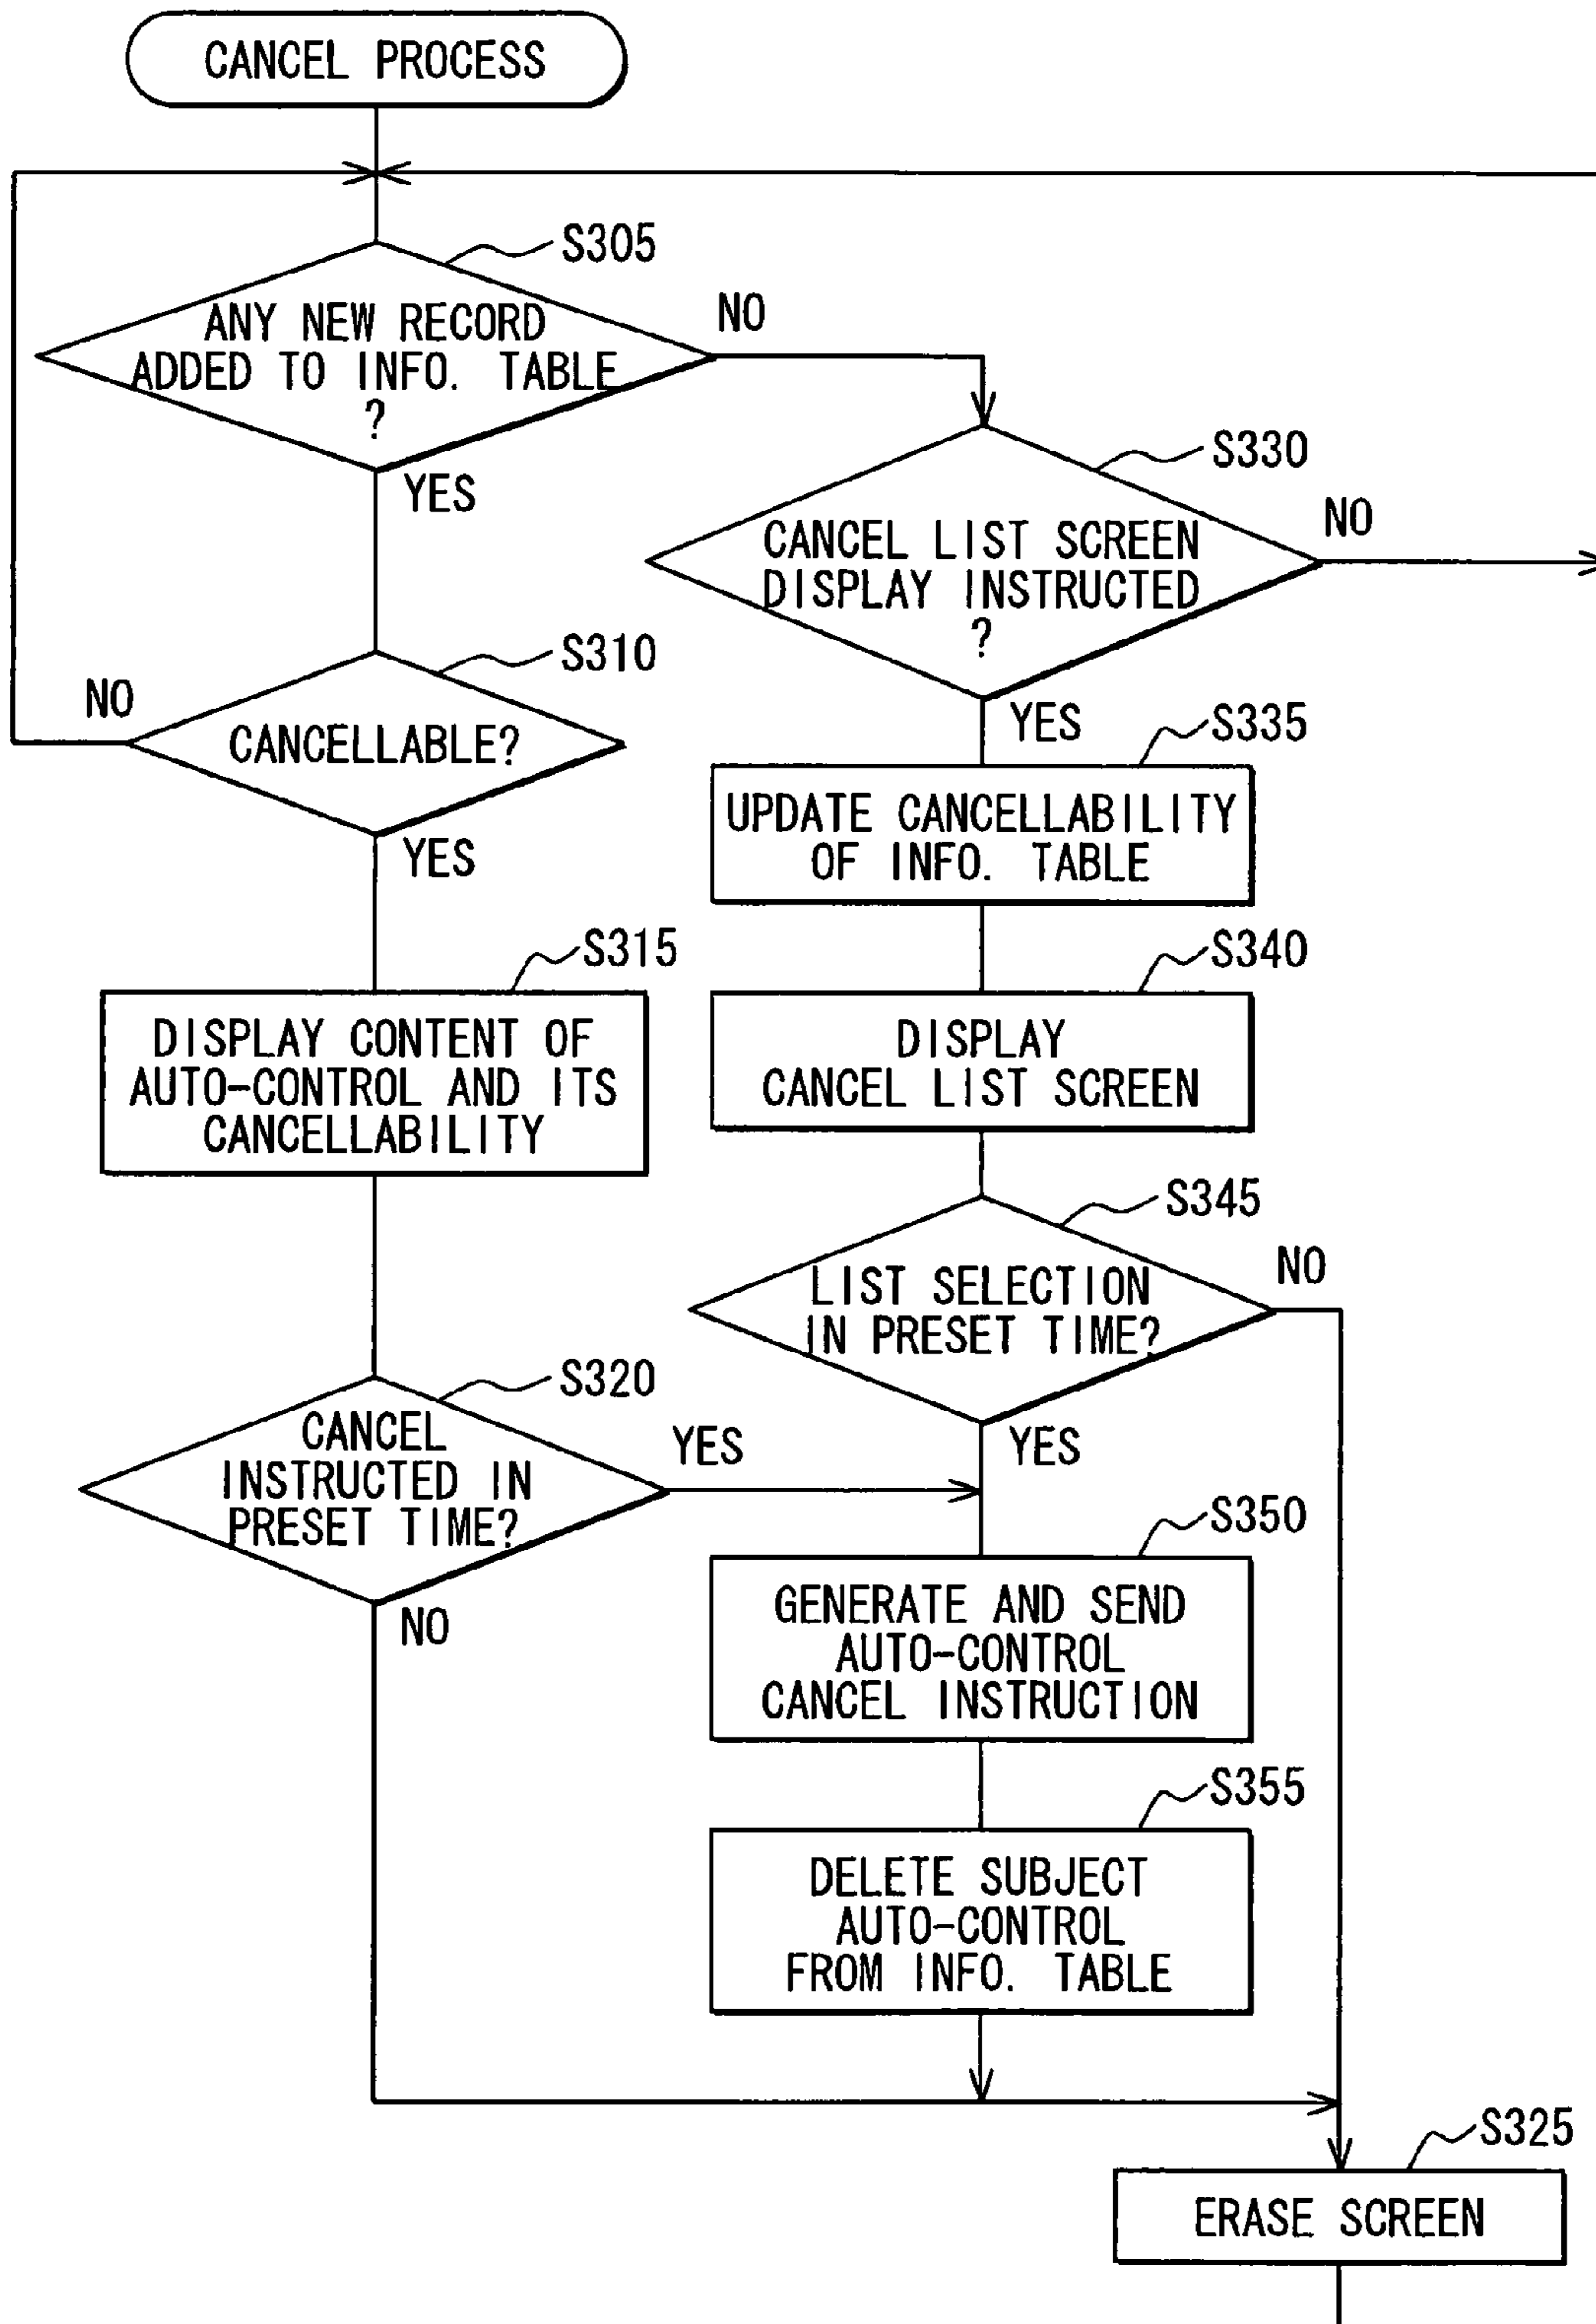 CANCEL PROCESS
S305
ANY NEW RECORD
ADDED TO INFO. TABLE
?
NO
YES
S330
CANCEL LIST SCREEN
DISPLAY INSTRUCTED
?
NO
YES
S310
CANCELLABLE?
NO
YES
S335
UPDATE CANCELLABILITY
OF INFO. TABLE
S315
DISPLAY CONTENT OF
AUTO-CONTROL AND ITS
CANCELLABILITY
S340
DISPLAY
CANCEL LIST SCREEN
S345
LIST SELECTION
IN PRESET TIME?
NO
YES
S320
CANCEL
INSTRUCTED IN
PRESET TIME?
YES
NO
S350
GENERATE AND SEND
AUTO-CONTROL
CANCEL INSTRUCTION
S355
DELETE SUBJECT
AUTO-CONTROL
FROM INFO. TABLE
S325
ERASE SCREEN